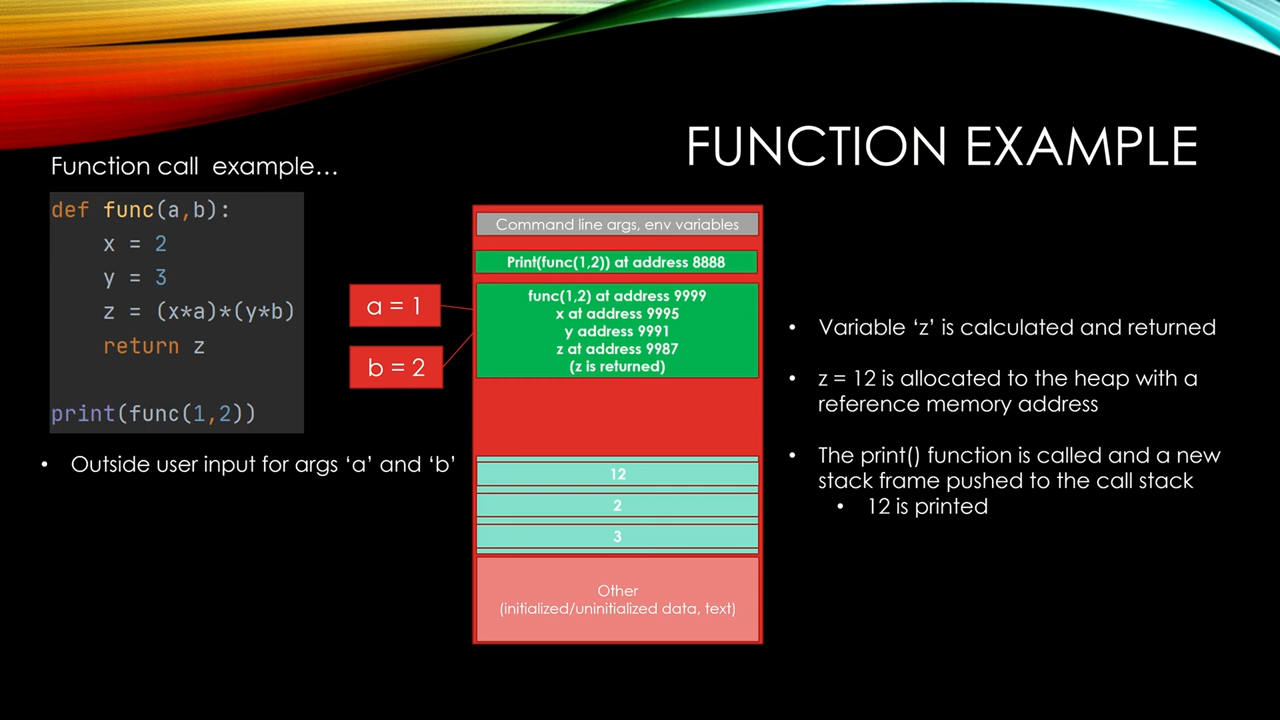 FUNCTION EXAMPLE
Function call example...
def func(a,b):
x = 2
y = 3
z = (x*a)*(y*b)
return z
print(func(1,2))
• Outside user input for args ‘a’ and ‘b’
a = 1
b = 2
Command line args, env variables
Print(func(1,2)) at address 8888
func(1,2) at address 9999
x at address 9995
y address 9991
z at address 9987
(z is returned)
12
2
3
Other
(initialized/uninitialized data, text)
• Variable ‘z’ is calculated and returned
• z = 12 is allocated to the heap with a
reference memory address
• The print() function is called and a new
stack frame pushed to the call stack
• 12 is printed